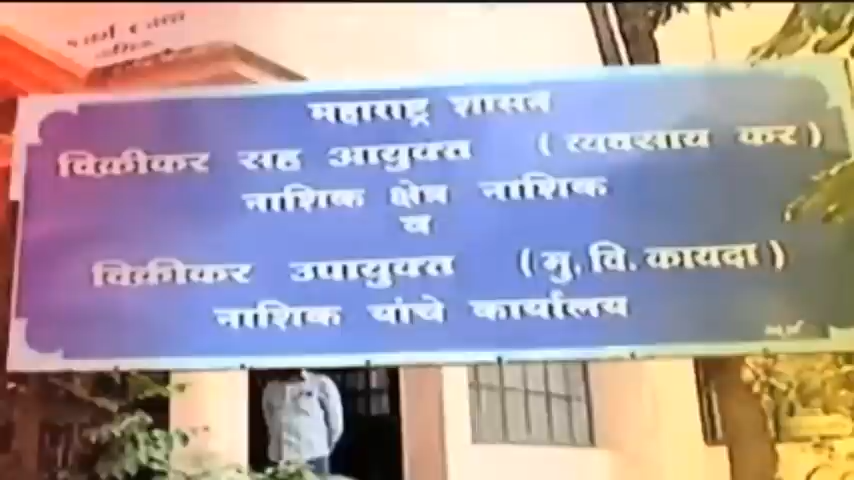 महाराष्ट्र शासन
विक्रीकर सह आयुक्त (व्यवसाय कर)
नाशिक क्षेत्र नाशिक
व
विक्रीकर उपायुक्त (मु. वि. कायदा)
नाशिक यांचे कार्यालय